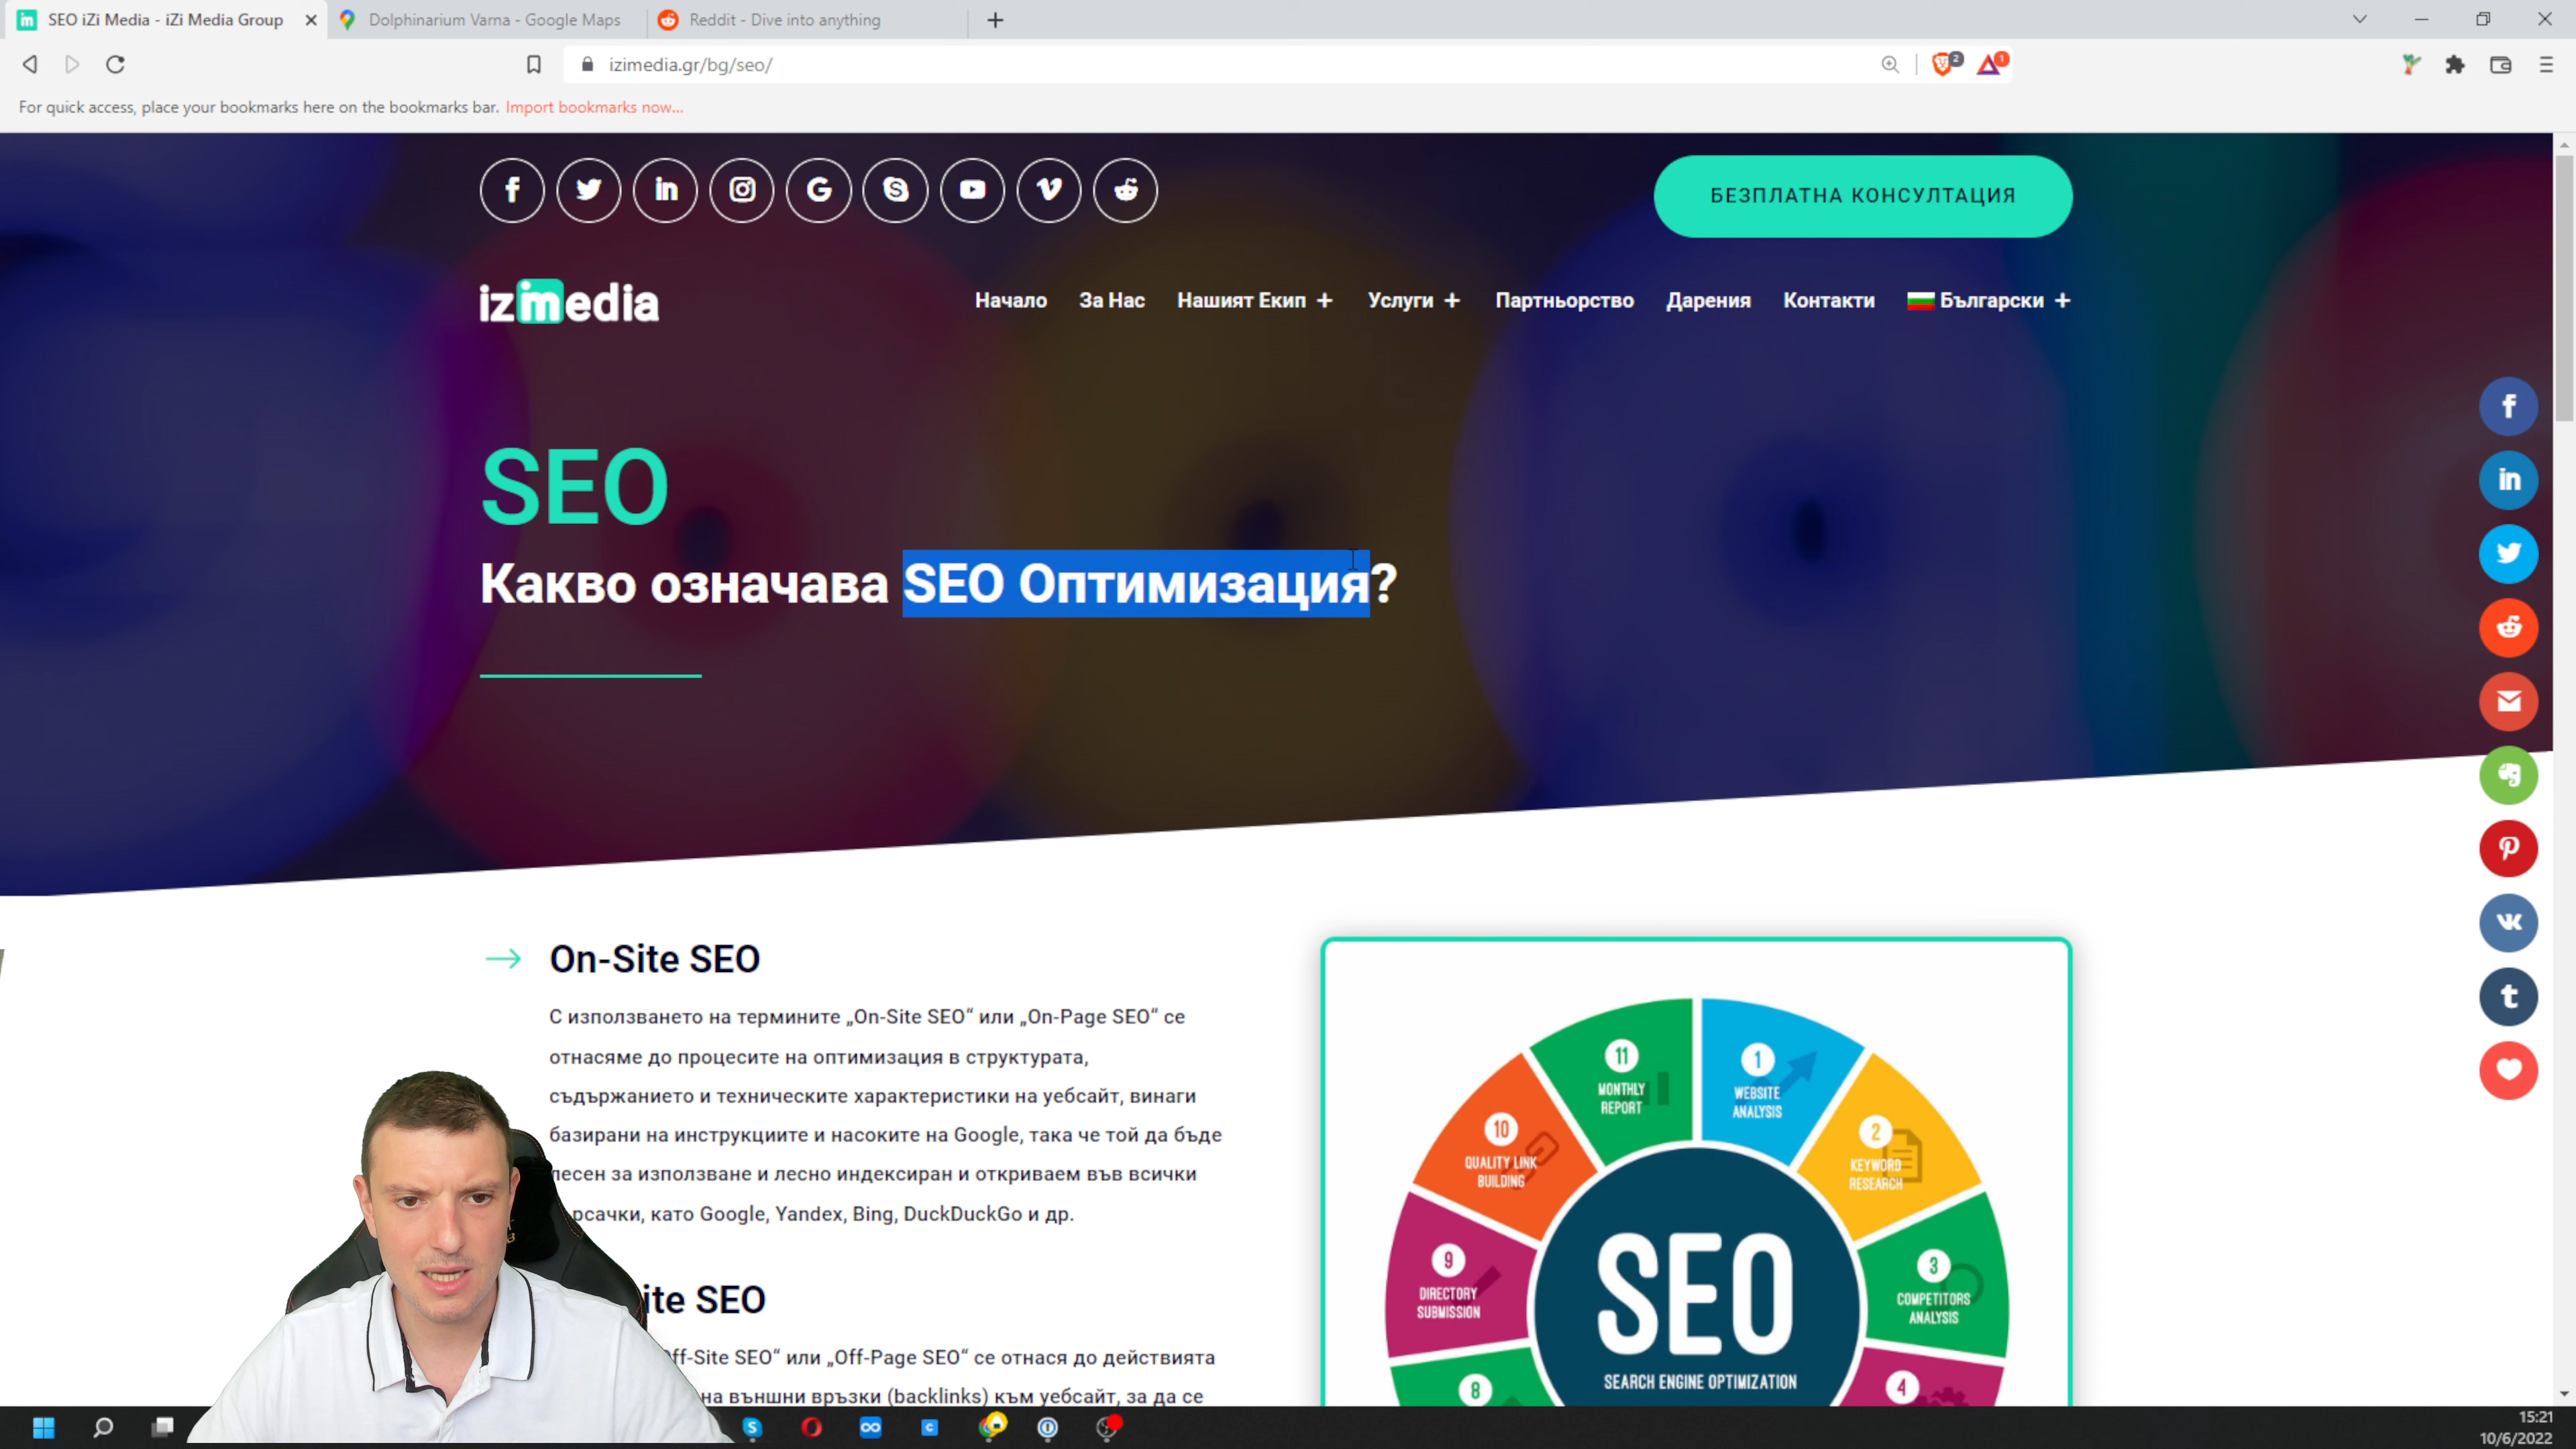 SEO iZi Media - iZi Media Group
Dolphinarium Varna - Google Maps
Reddit - Dive into anything
izimedia.gr/bg/seo/
2
1
For quick access, place your bookmarks here on the bookmarks bar. Import bookmarks now...
БЕЗПЛАТНА КОНСУЛТАЦИЯ
izimedia
Начало За Нас Нашият Екип + Услуги + Партньорство Дарения Контакти Български +
SEO
Какво означава SEO Оптимизация?
On-Site SEO
С използването на термините „On-Site SEO“ или „On-Page SEO“ се
отнасяме до процесите на оптимизация в структурата,
съдържанието и техническите характеристики на уебсайт, винаги
базирани на инструкциите и насоките на Google, така че той да бъде
лесен за използване и лесно индексиран и откриваем във всички
рсачки, като Google, Yandex, Bing, DuckDuckGo и др.
ite SEO
ff-Site SEO“ или „Off-Page SEO“ се отнася до действията
на външни връзки (backlinks) към уебсайт, за да се
11
MONTHLY
REPORT
1
WEBSITE
ANALYSIS
10
QUALITY LINK
BUILDING
2
KEYWORD
RESEARCH
9
DIRECTORY
SUBMISSION
3
COMPETITORS
ANALYSIS
8
4
SEO
SEARCH ENGINE OPTIMIZATION
15:21
10/6/2022